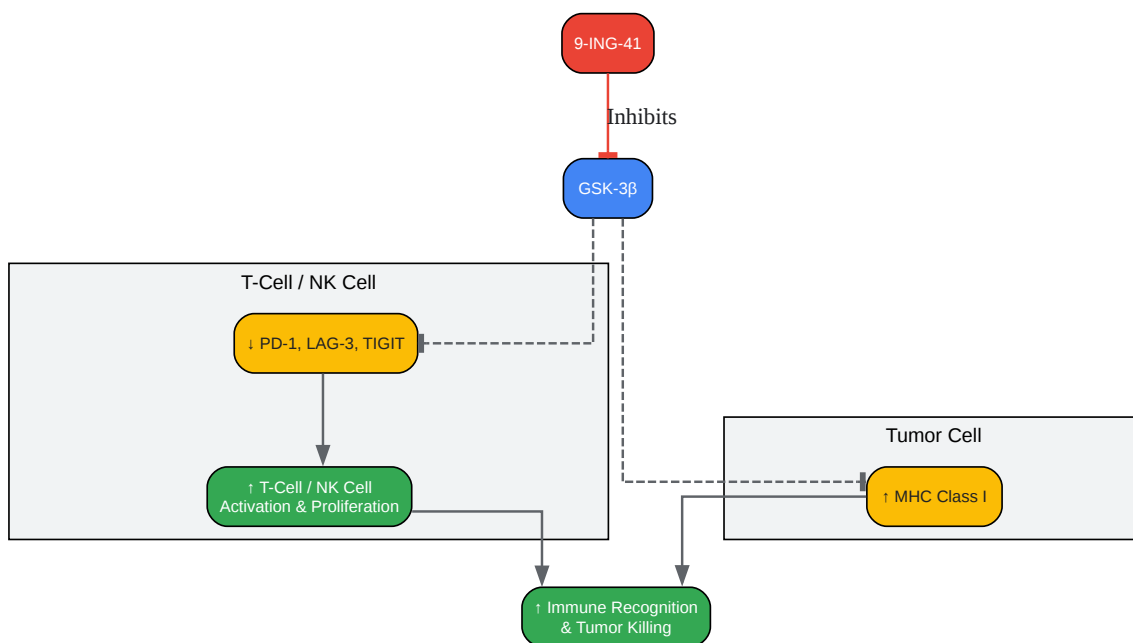 9-ING-41
Inhibits
GSK-3β
T-Cell / NK Cell
↓ PD-1, LAG-3, TIGIT
Tumor Cell
↑ T-Cell / NK Cell
Activation & Proliferation
↑ MHC Class I
↑ Immune Recognition
& Tumor Killing